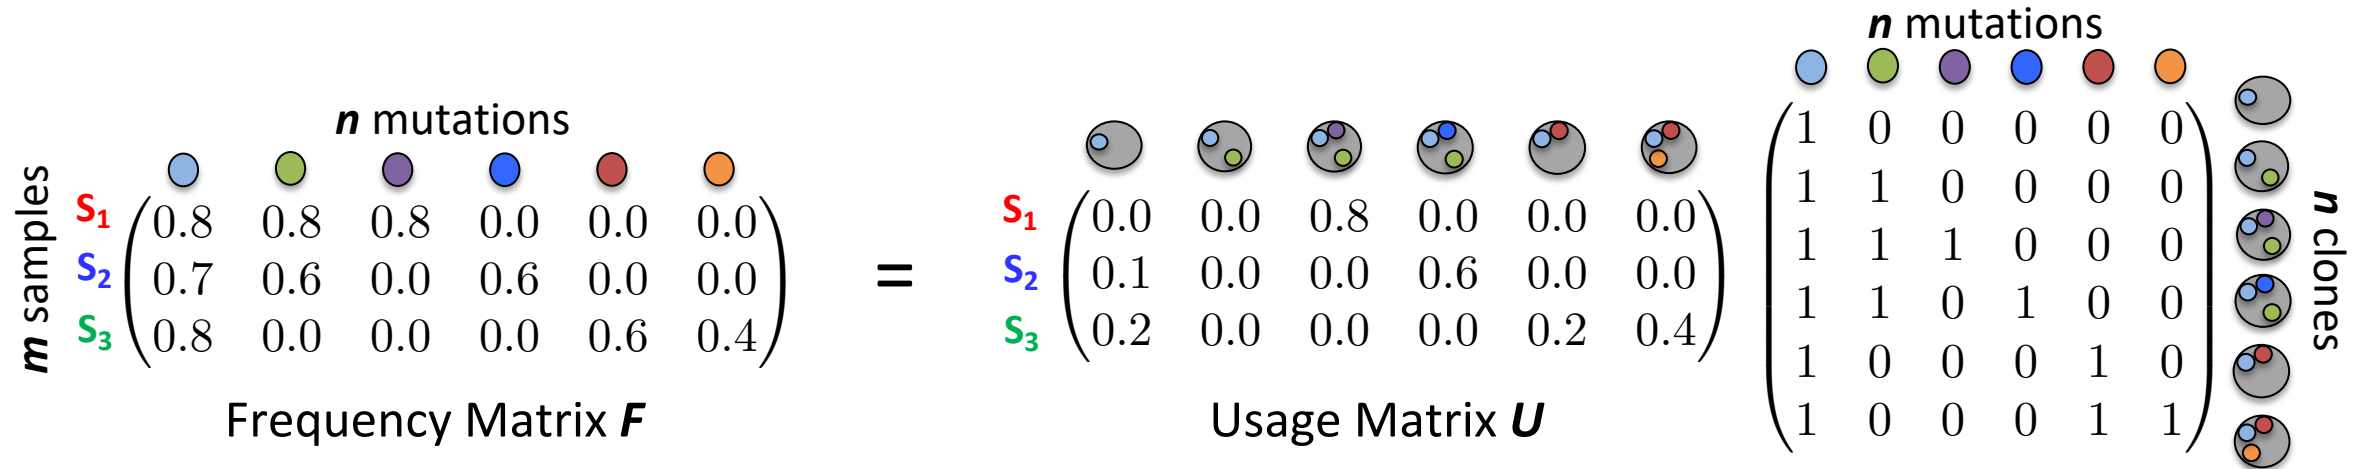 n mutations
m samples
S1 0.8 0.8 0.8 0.0 0.0 0.0
S2 0.7 0.6 0.0 0.6 0.0 0.0
S3 0.8 0.0 0.0 0.0 0.6 0.4
Frequency Matrix F
=
S1 0.0 0.0 0.8 0.0 0.0 0.0
S2 0.1 0.0 0.0 0.6 0.0 0.0
S3 0.2 0.0 0.0 0.0 0.2 0.4
Usage Matrix U
n mutations
1 0 0 0 0 0
1 1 0 0 0 0
1 1 1 0 0 0
1 1 0 1 0 0
1 0 0 0 1 0
1 0 0 0 1 1
n clones